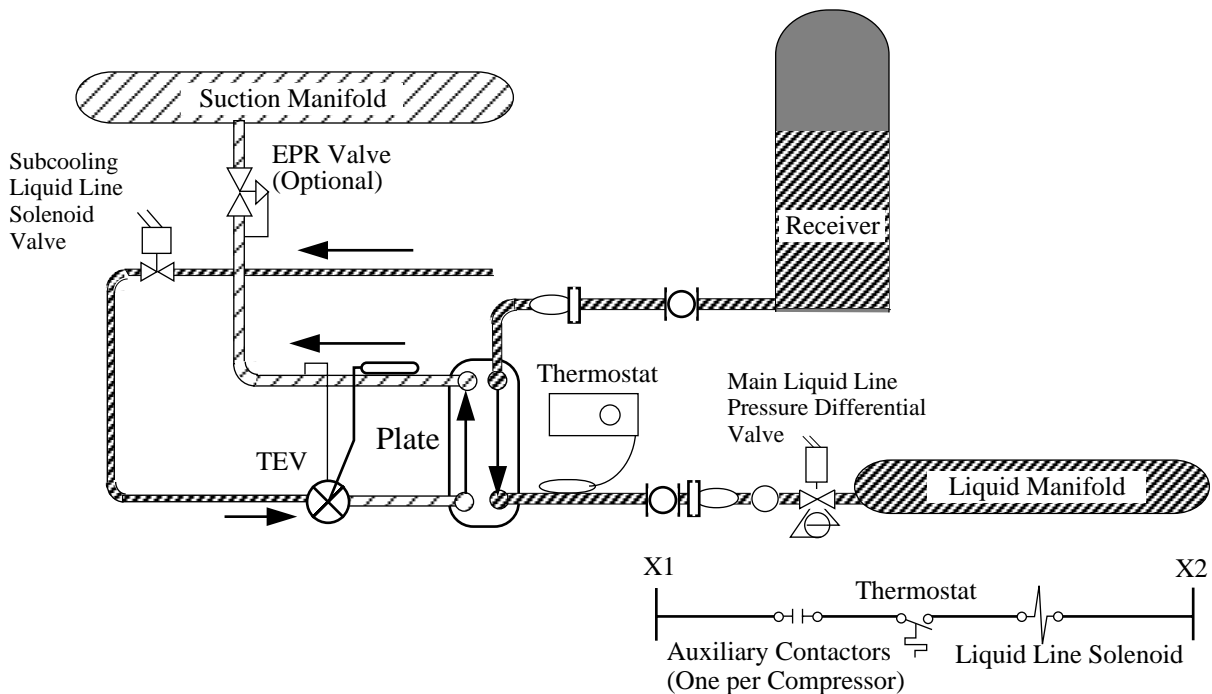 Suction Manifold
Subcooling
Liquid Line
Solenoid
Valve
EPR Valve
(Optional)
Receiver
Thermostat
Main Liquid Line
Pressure Differential
Valve
Plate
TEV
Liquid Manifold
X1
X2
Thermostat
Auxiliary Contactors
(One per Compressor)
Liquid Line Solenoid